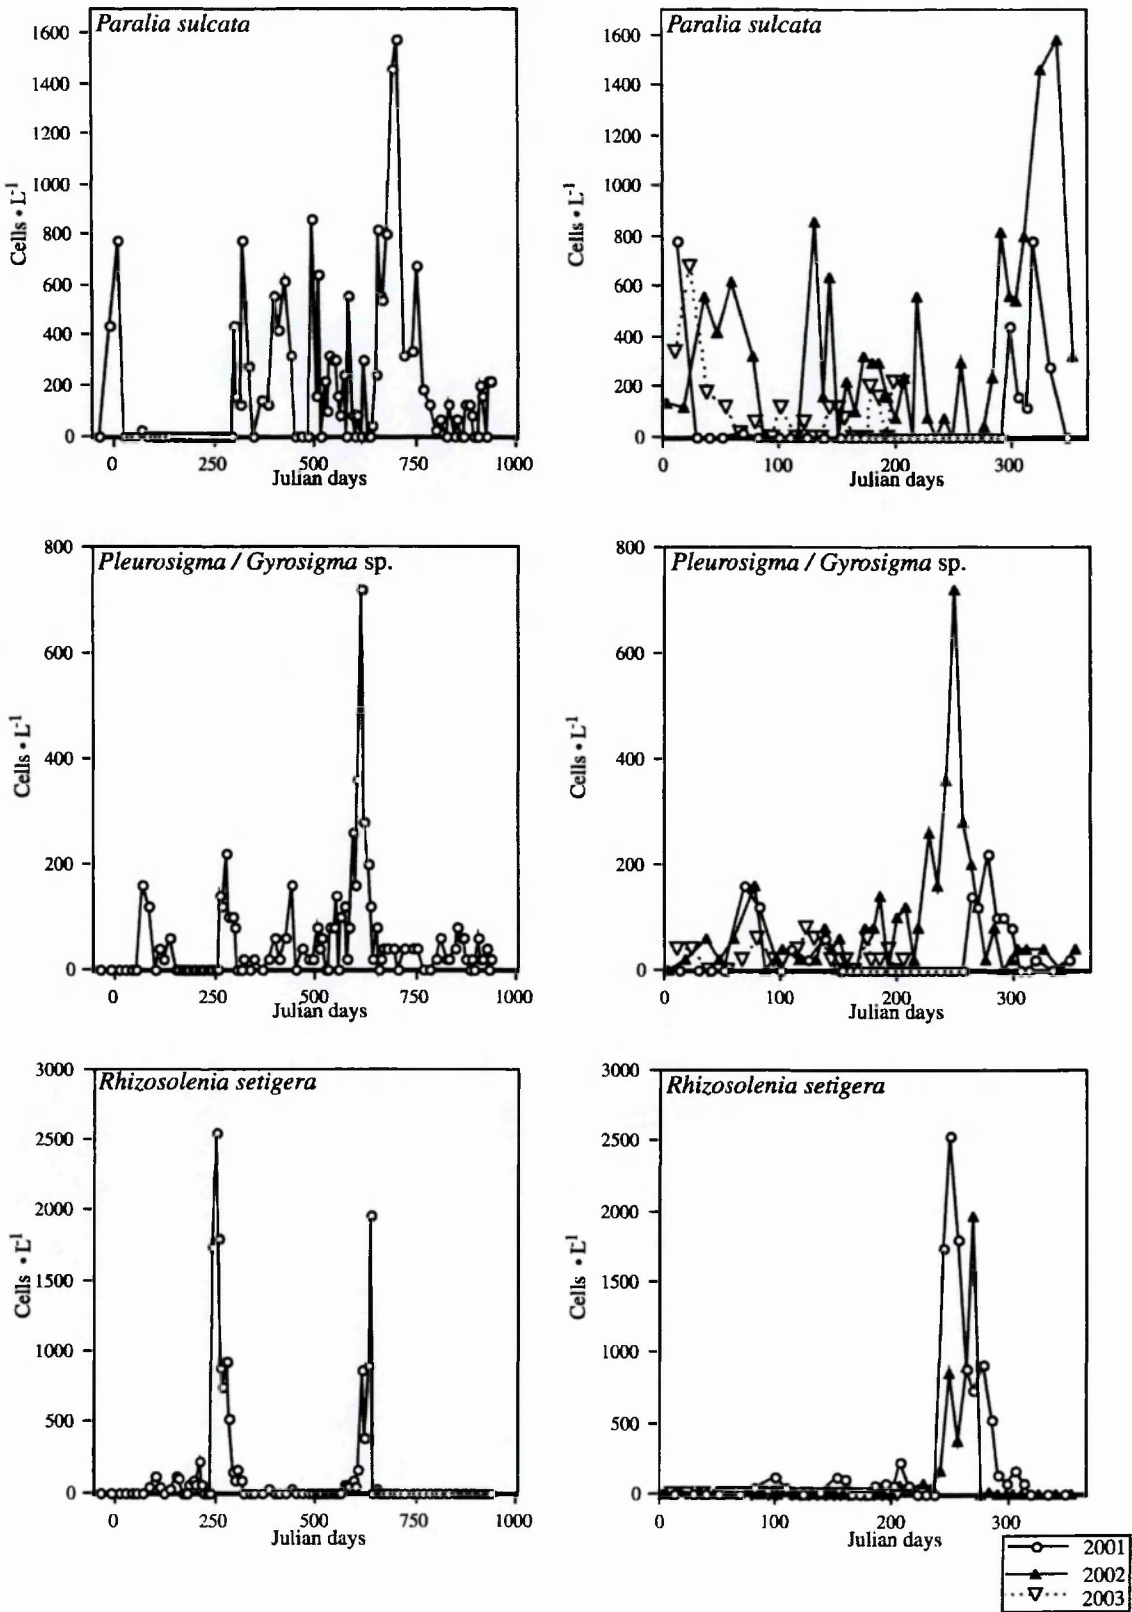 Paralia sulcata
1600
1400
1200
1000
800
600
400
200
0
Cells • L-1
0 250 500 750 1000
Julian days
Paralia sulcata
1600
1400
1200
1000
800
600
400
200
0
Cells • L-1
0 100 200 300
Julian days
Pleurosigma / Gyrosigma sp.
800
600
400
200
0
Cells • L-1
0 250 500 750 1000
Julian days
Pleurosigma / Gyrosigma sp.
800
600
400
200
0
Cells • L-1
0 100 200 300
Julian days
Rhizosolenia setigera
3000
2500
2000
1500
1000
500
0
Cells • L-1
0 250 500 750 1000
Julian days
Rhizosolenia setigera
3000
2500
2000
1500
1000
500
0
Cells • L-1
0 100 200 300
Julian days
2001
2002
2003